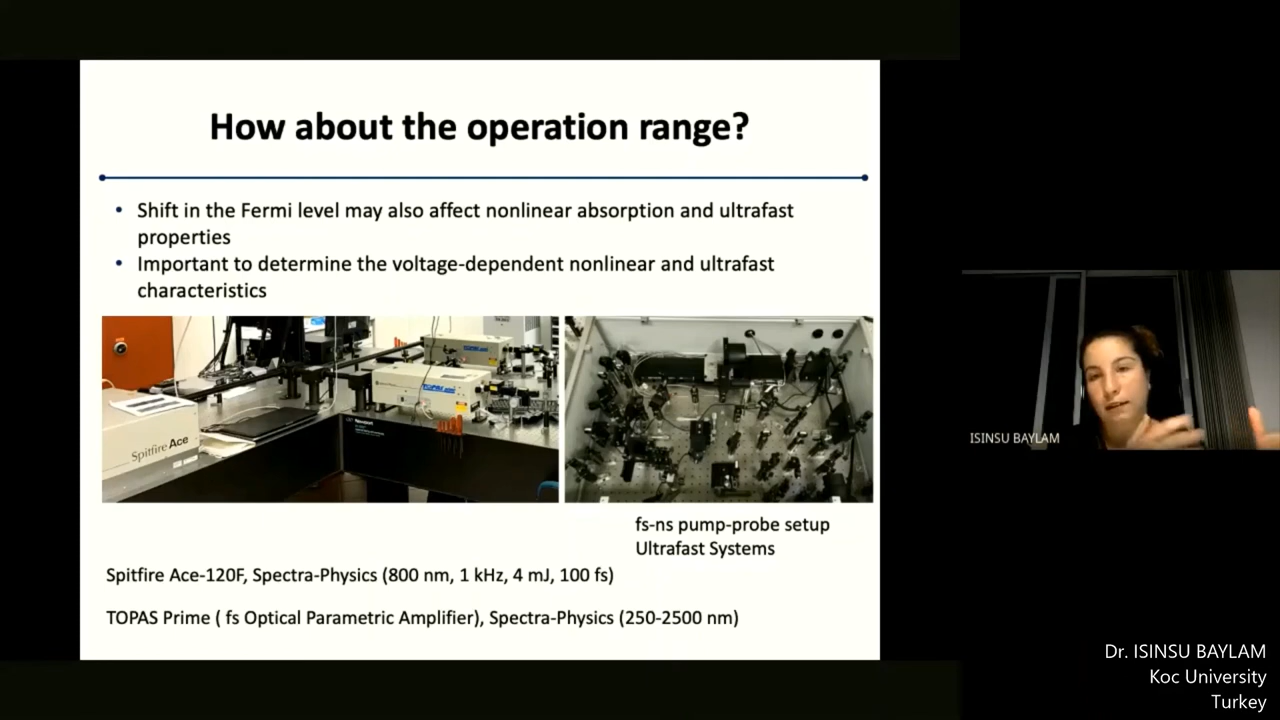 How about the operation range?
• Shift in the Fermi level may also affect nonlinear absorption and ultrafast
properties
• Important to determine the voltage-dependent nonlinear and ultrafast
characteristics
Spitfire Ace
Newport
TOPAS
fs-ns pump-probe setup
Ultrafast Systems
Spitfire Ace-120F, Spectra-Physics (800 nm, 1 kHz, 4 mJ, 100 fs)
TOPAS Prime ( fs Optical Parametric Amplifier), Spectra-Physics (250-2500 nm)
ISINSU BAYLAM
Dr. ISINSU BAYLAM
Koc University
Turkey